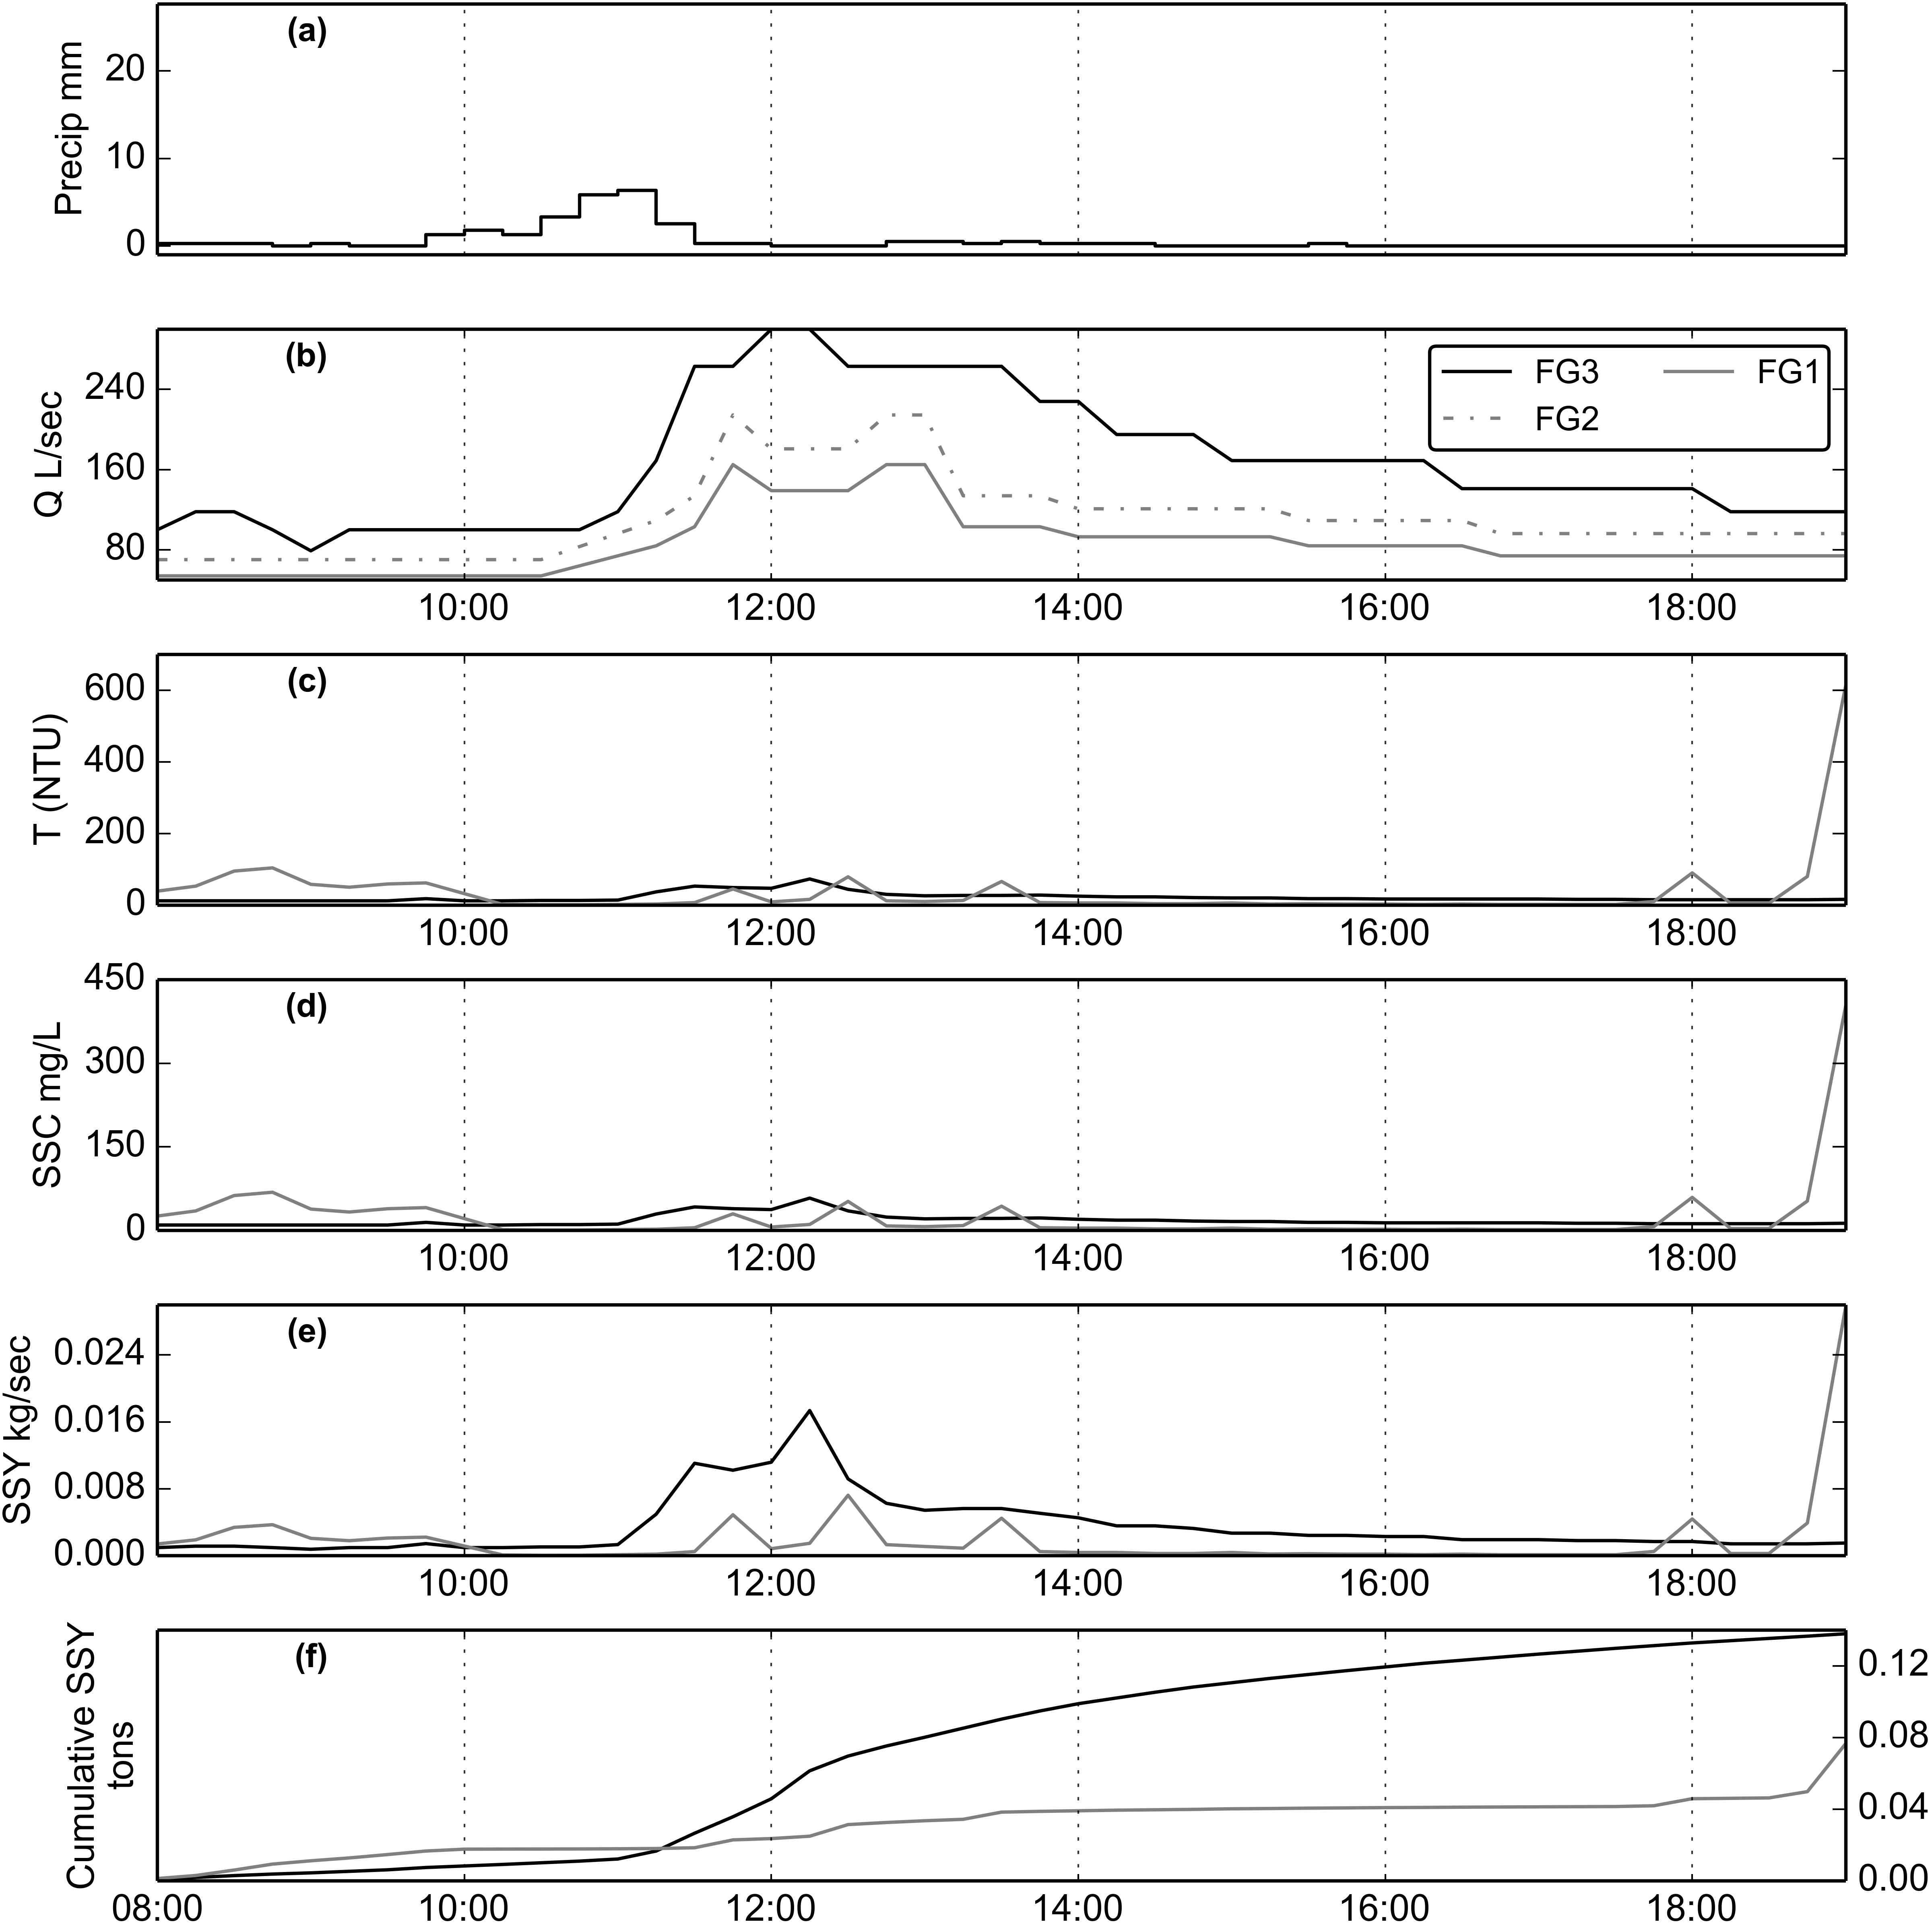 (a)
Precip mm
20
10
0
(b)
Q L/sec
240
160
80
FG3 FG1
FG2
10:00 12:00 14:00 16:00 18:00
(c)
T (NTU)
600
400
200
0
10:00 12:00 14:00 16:00 18:00
(d)
SSC mg/L
450
300
150
0
10:00 12:00 14:00 16:00 18:00
(e)
SSY kg/sec
0.024
0.016
0.008
0.000
10:00 12:00 14:00 16:00 18:00
(f)
Cumulative SSY
tons
0.12
0.08
0.04
0.00
08:00 10:00 12:00 14:00 16:00 18:00